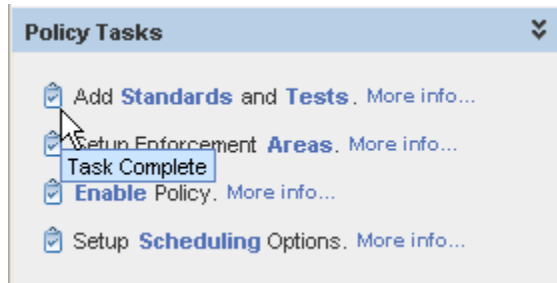 Policy Tasks
Add Standards and Tests. More info...
Setup Enforcement Areas. More info...
Task Complete
Enable Policy. More info...
Setup Scheduling Options. More info...